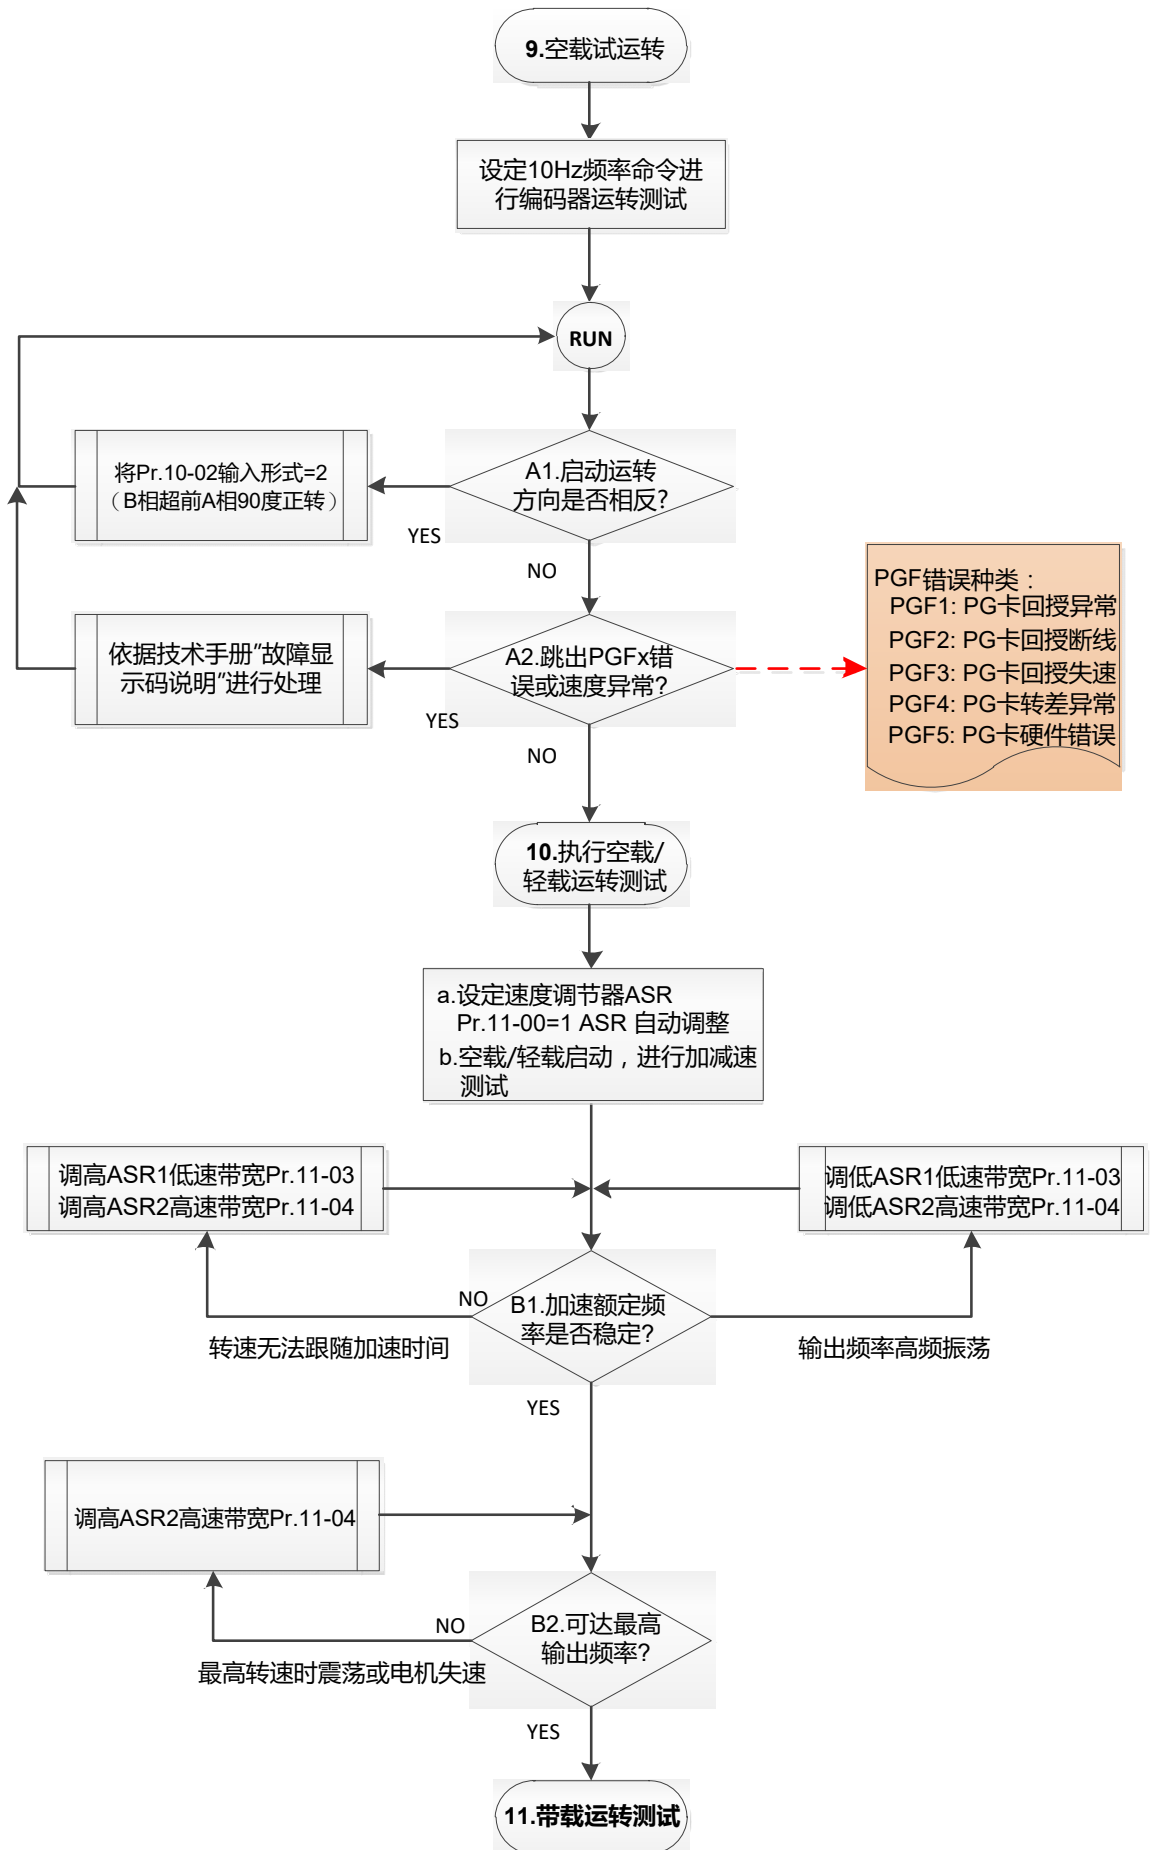 9.空载试运转
设定10Hz频率命令进
行编码器运转测试
RUN
将Pr.10-02输入形式=2
（B相超前A相90度正转）
A1.启动运转
方向是否相反?
YES
NO
PGF错误种类：
PGF1: PG卡回授异常
PGF2: PG卡回授断线
PGF3: PG卡回授失速
PGF4: PG卡转差异常
PGF5: PG卡硬件错误
依据技术手册”故障显
示码说明”进行处理
A2.跳出PGFx错
误或速度异常?
YES
NO
10.执行空载/
轻载运转测试
a.设定速度调节器ASR
Pr.11-00=1 ASR 自动调整
b.空载/轻载启动，进行加减速
测试
调高ASR1低速带宽Pr.11-03
调高ASR2高速带宽Pr.11-04
调低ASR1低速带宽Pr.11-03
调低ASR2高速带宽Pr.11-04
NO
B1.加速额定频
率是否稳定?
转速无法跟随加速时间
输出频率高频振荡
YES
调高ASR2高速带宽Pr.11-04
NO
B2.可达最高
输出频率?
最高转速时震荡或电机失速
YES
11.带载运转测试